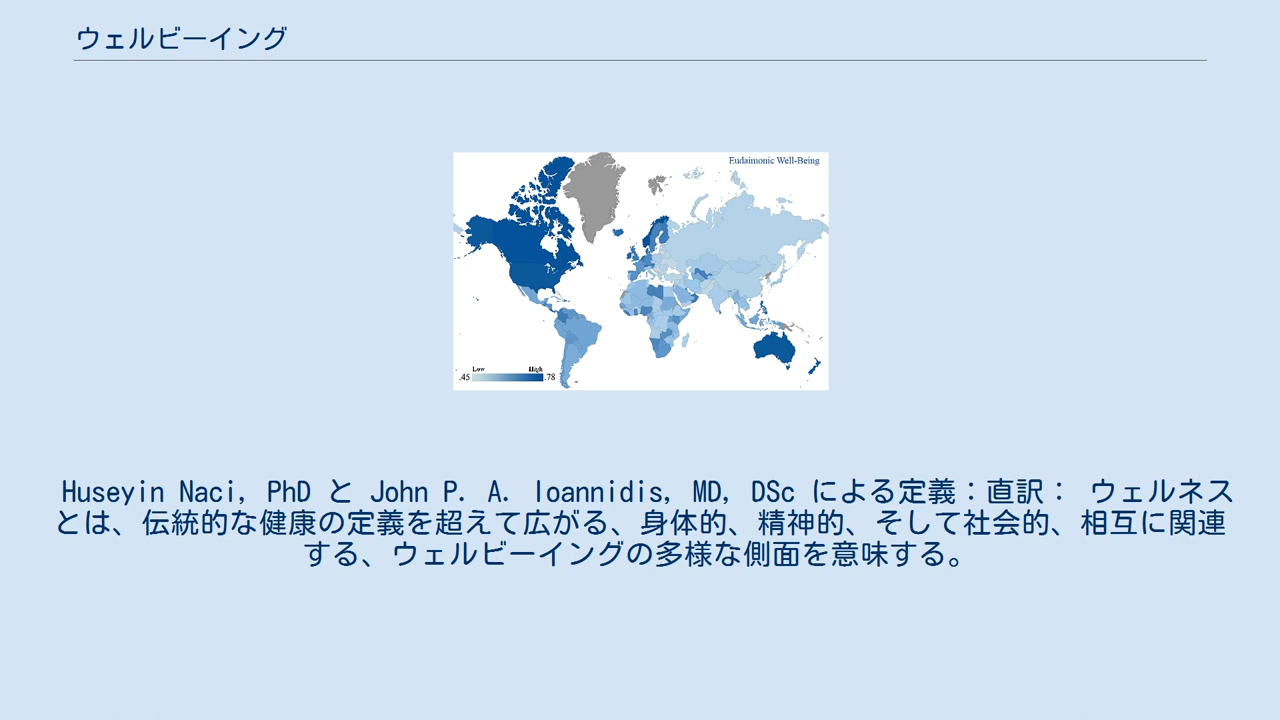 ウェルビーイング
Eudaimonic Well-Being
Low High
.45 .78
Huseyin Naci, PhD と John P. A. Ioannidis, MD, DSc による定義：直訳： ウェルネス
とは、伝統的な健康の定義を超えて広がる、身体的、精神的、そして社会的、相互に関連
する、ウェルビーイングの多様な側面を意味する。